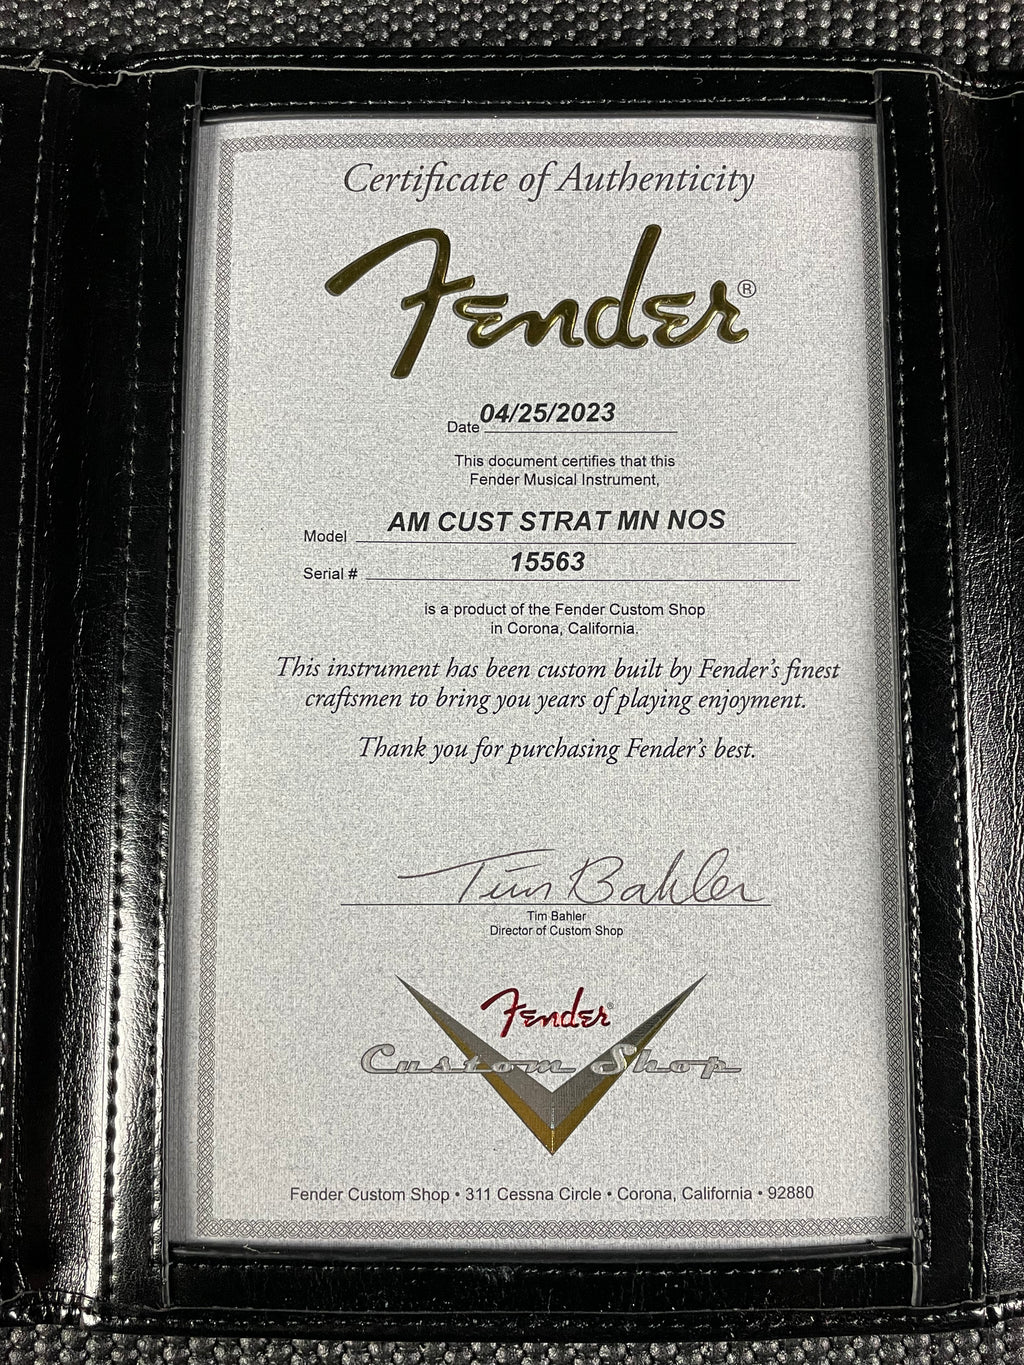 Certificate of Authenticity
Fender®
Date 04/25/2023
This document certifies that this
Fender Musical Instrument,
Model AM CUST STRAT MN NOS
Serial # 15563
is a product of the Fender Custom Shop
in Corona, California.
This instrument has been custom built by Fender's finest
craftsmen to bring you years of playing enjoyment.
Thank you for purchasing Fender's best.
Tim Bahler
Tim Bahler
Director of Custom Shop
Fender®
Custom Shop
Fender Custom Shop • 311 Cessna Circle • Corona, California • 92880